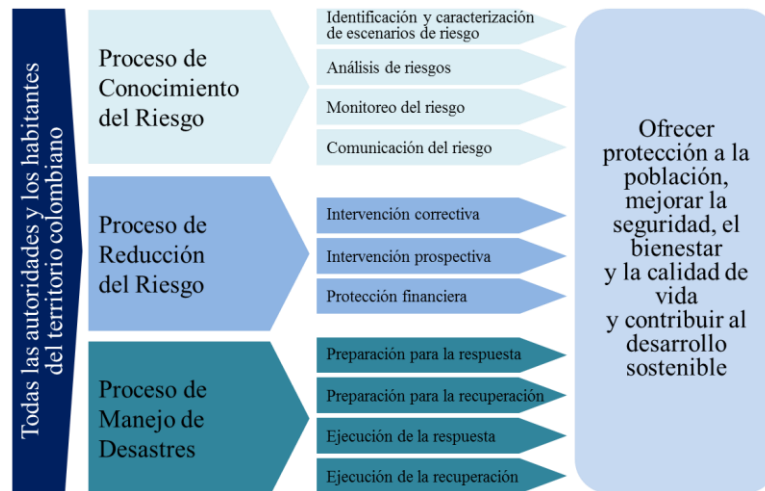 Todas las autoridades y los habitantes
del territorio colombiano
Proceso de
Conocimiento
del Riesgo
Identificación y caracterización
de escenarios de riesgo
Análisis de riesgos
Monitoreo del riesgo
Comunicación del riesgo
Proceso de
Reducción
del Riesgo
Intervención correctiva
Intervención prospectiva
Protección financiera
Proceso de
Manejo de
Desastres
Preparación para la respuesta
Preparación para la recuperación
Ejecución de la respuesta
Ejecución de la recuperación
Ofrecer
protección a la
población,
mejorar la
seguridad, el
bienestar
y la calidad de
vida
y contribuir al
desarrollo
sostenible